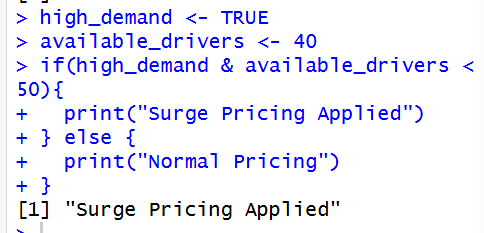 > high_demand <- TRUE
> available_drivers <- 40
> if(high_demand & available_drivers <
50){
+   print("Surge Pricing Applied")
+ } else {
+   print("Normal Pricing")
+ }
[1] "Surge Pricing Applied"
>